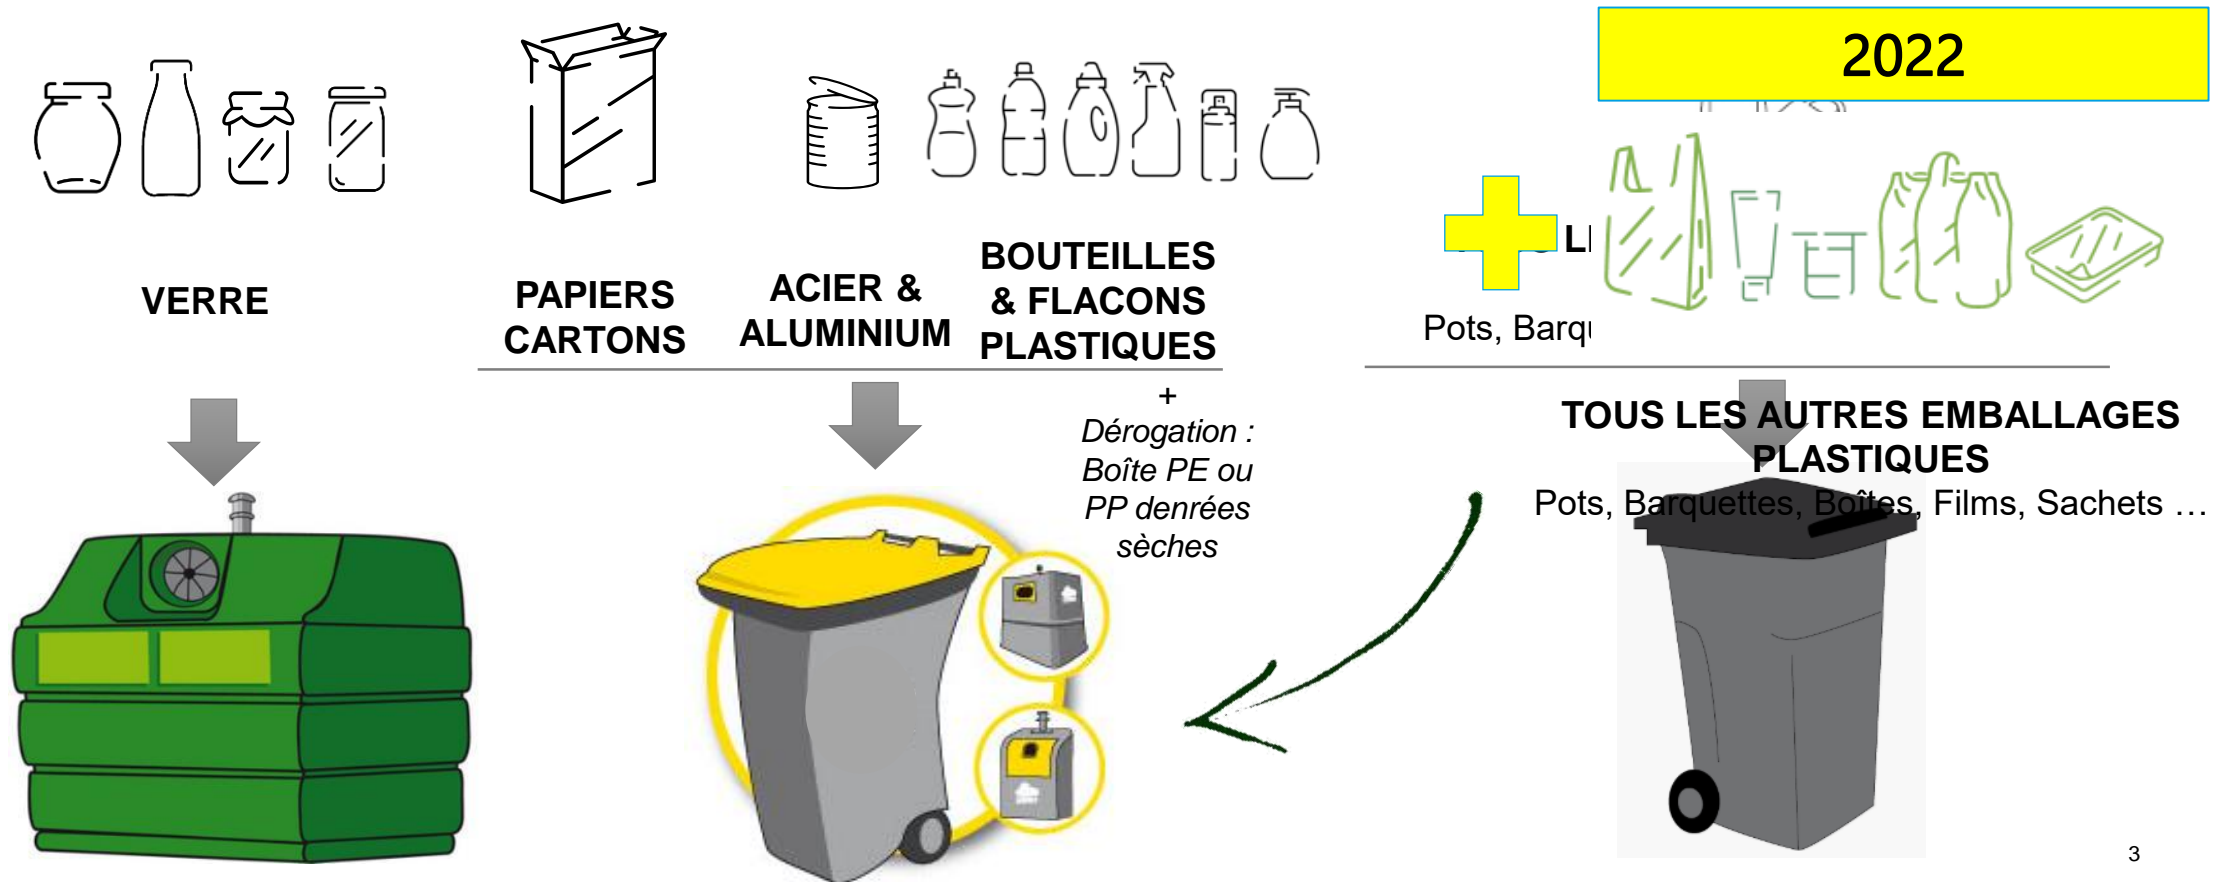 2022
VERRE
PAPIERS
CARTONS
ACIER &
ALUMINIUM
BOUTEILLES
& FLACONS
PLASTIQUES
+
Dérogation :
Boîte PE ou
PP denrées
sèches
Pots,
TOUS LES AUTRES EMBALLAGES
PLASTIQUES
Pots, Barquettes, Boîtes, Films, Sachets …
3